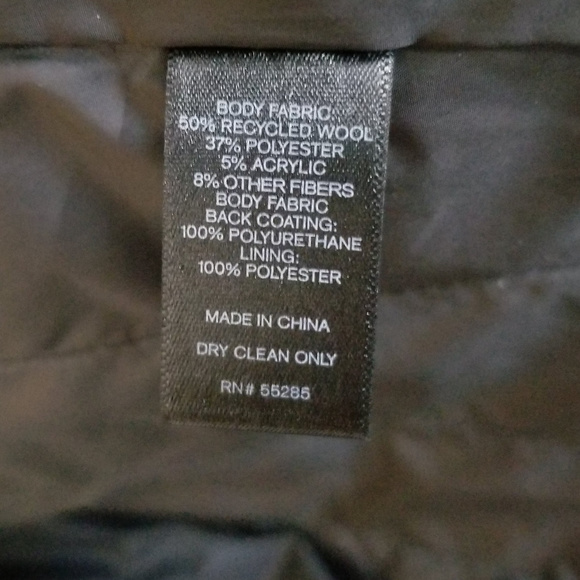 BODY FABRIC:
50% RECYCLED WOOL
37% POLYESTER
5% ACRYLIC
8% OTHER FIBERS
BODY FABRIC
BACK COATING:
100% POLYURETHANE
LINING:
100% POLYESTER
MADE IN CHINA
DRY CLEAN ONLY
RN# 55285